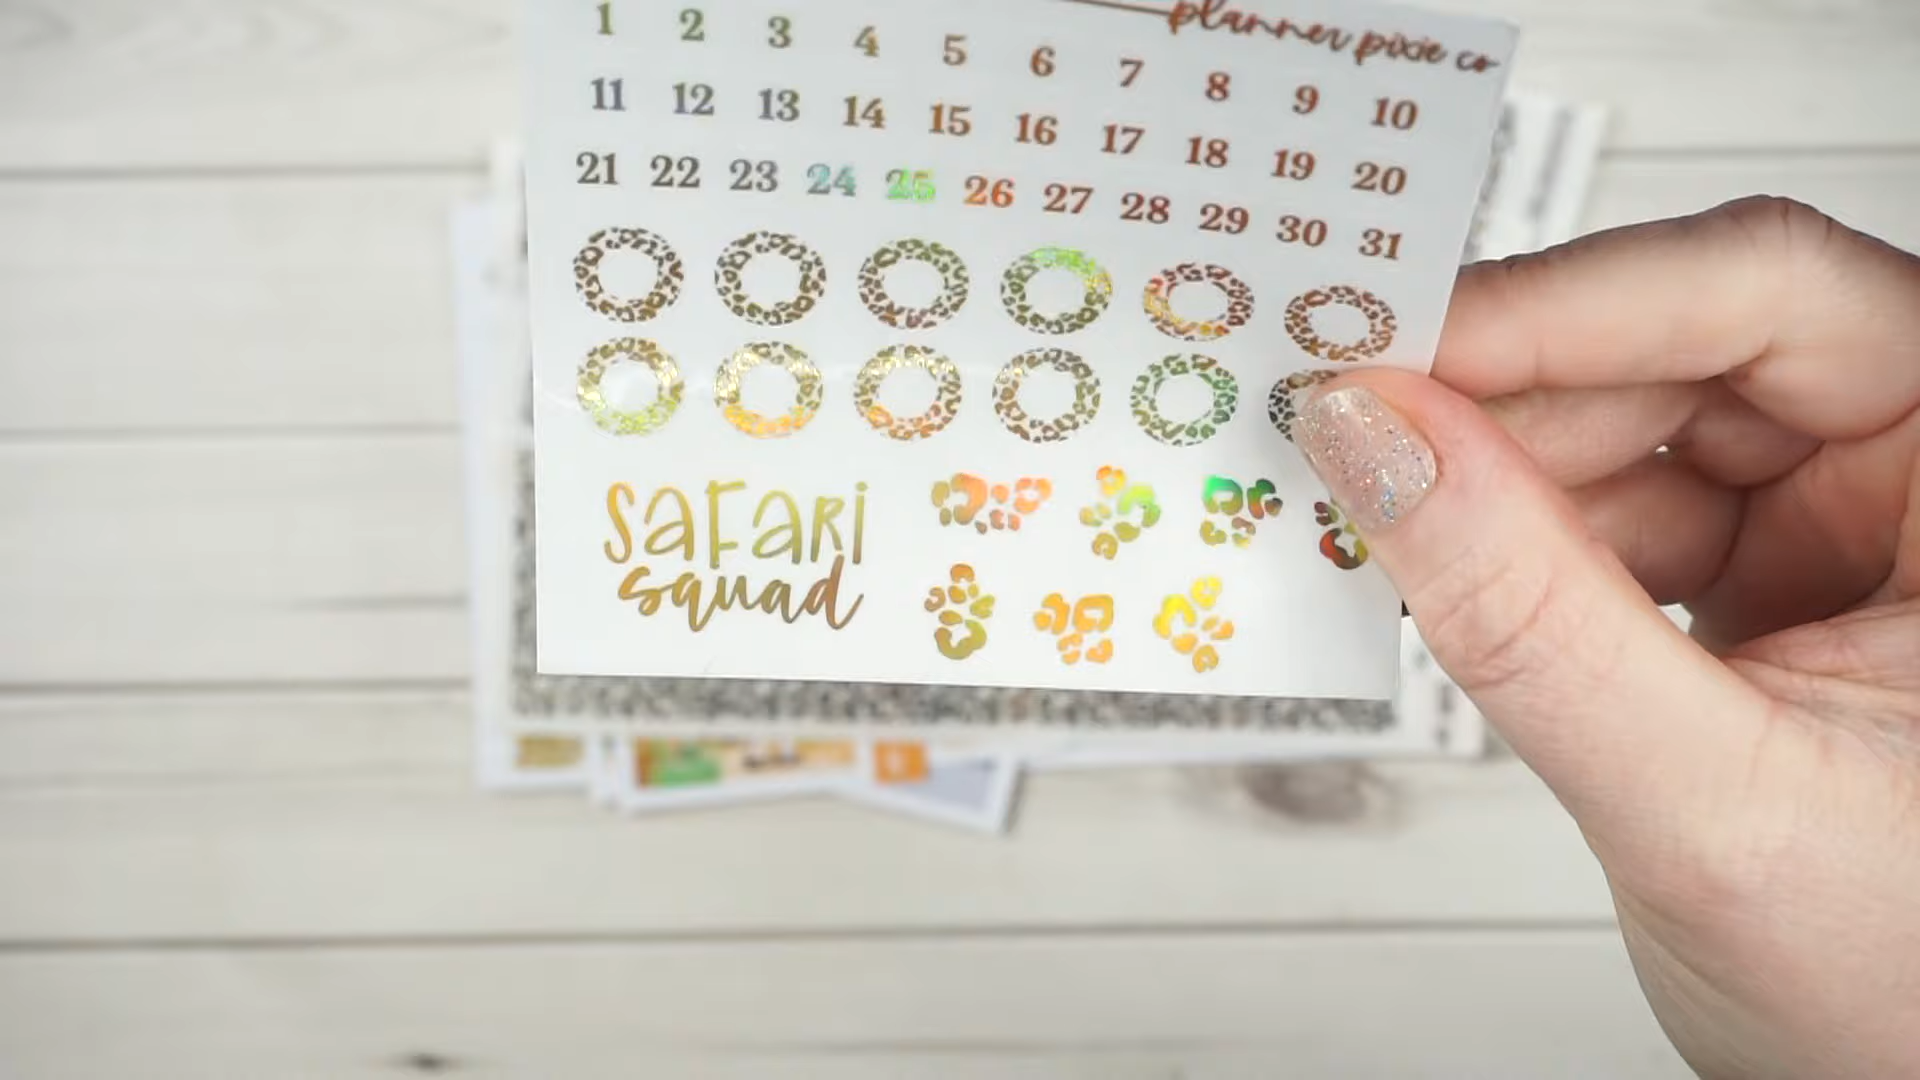 planner pixie co
1 2 3 4 5 6 7 8 9 10
11 12 13 14 15 16 17 18 19 20
21 22 23 24 25 26 27 28 29 30 31
SaFaRi
squad